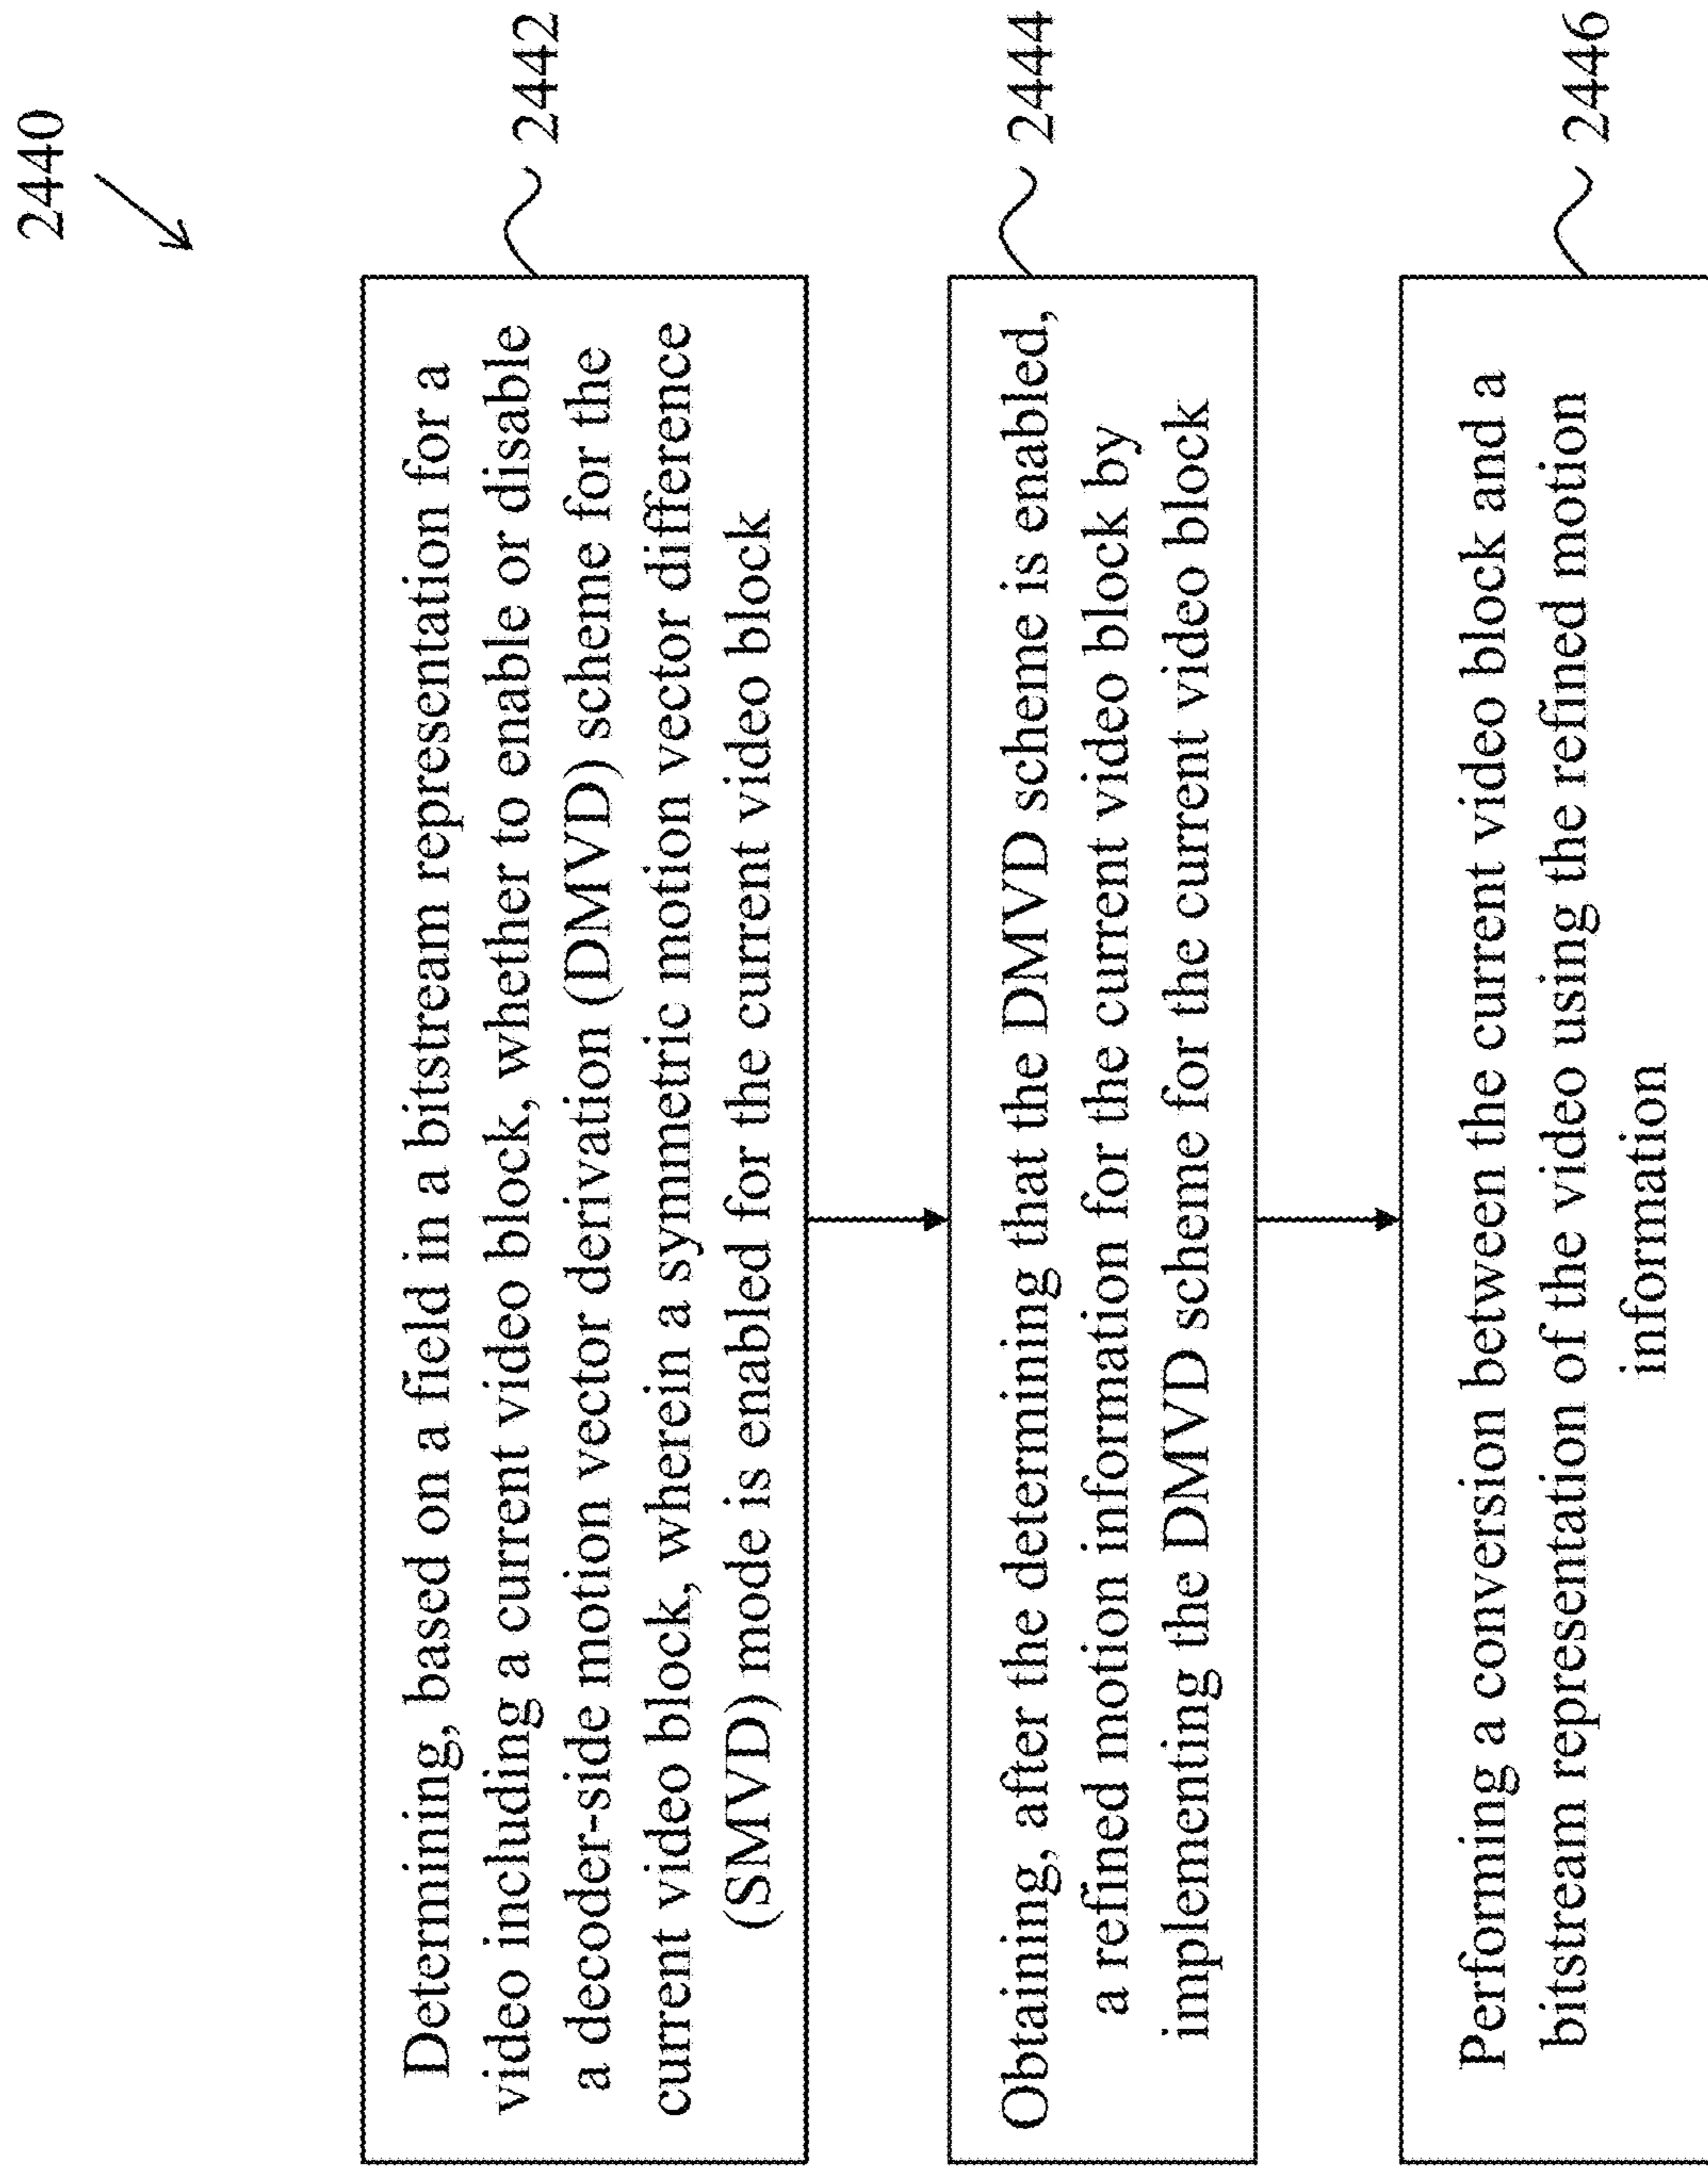 2440
Determining, based on a field in a bitstream representation for a
video including a current video block, whether to enable or disable
a decoder-side motion vector derivation (DMVD) scheme for the
current video block, wherein a symmetric motion vector difference
(SMVD) mode is enabled for the current video block
2442
Obtaining, after the determining that the DMVD scheme is enabled,
a refined motion information for the current video block by
implementing the DMVD scheme for the current video block
2444
Performing a conversion between the current video block and a
bitstream representation of the video using the refined motion
information
2446